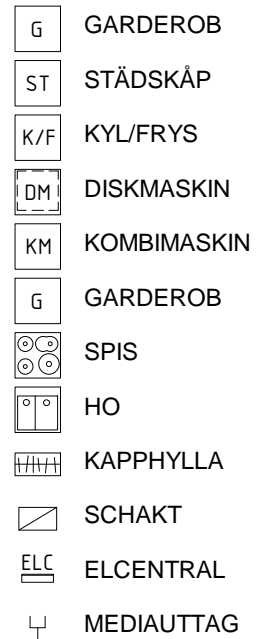 G GARDEROB
ST STÄDSKÅP
K/F KYL/FRYS
DM DISKMASKIN
KM KOMBIMASKIN
G GARDEROB
SPIS
HO
KAPPHYLLA
SCHAKT
ELC ELCENTRAL
MEDIAUTTAG